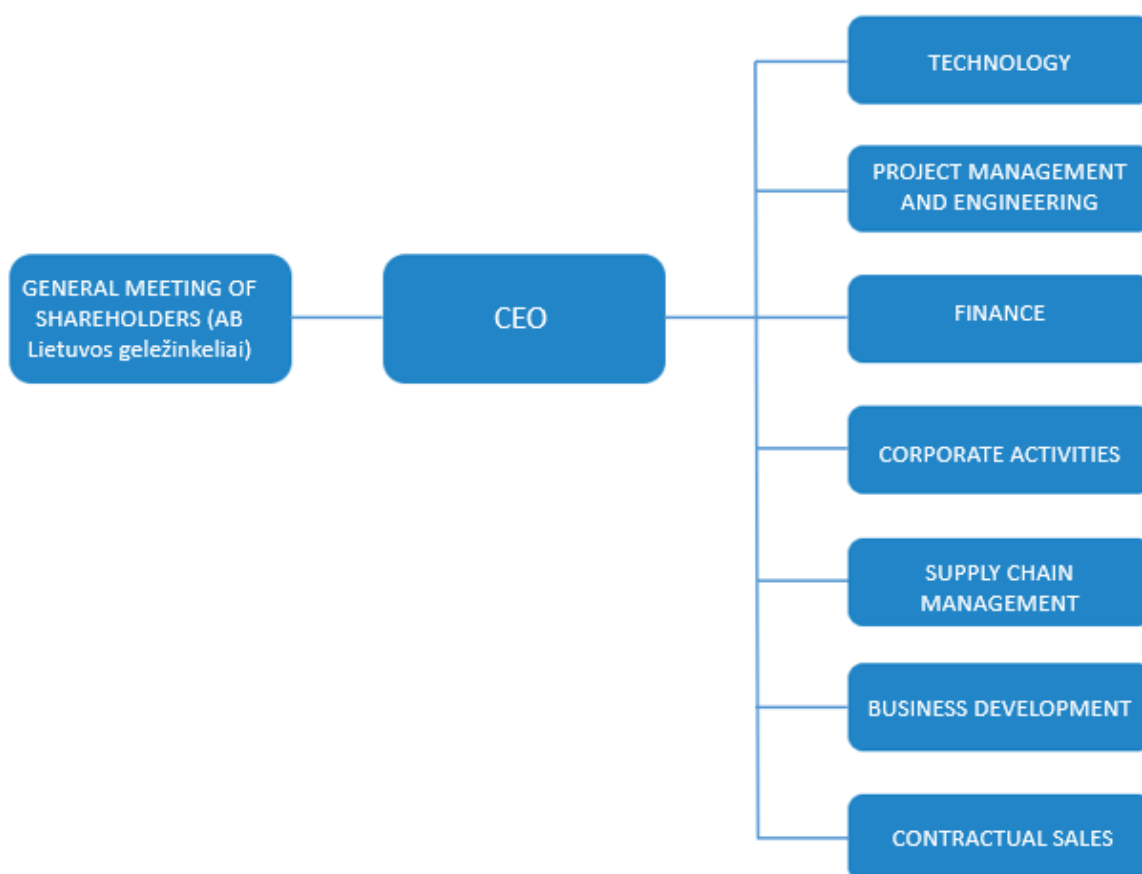 GENERAL MEETING OF
SHAREHOLDERS (AB
Lietuvos geležinkeliai)
CEO
TECHNOLOGY
PROJECT MANAGEMENT
AND ENGINEERING
FINANCE
CORPORATE ACTIVITIES
SUPPLY CHAIN
MANAGEMENT
BUSINESS DEVELOPMENT
CONTRACTUAL SALES